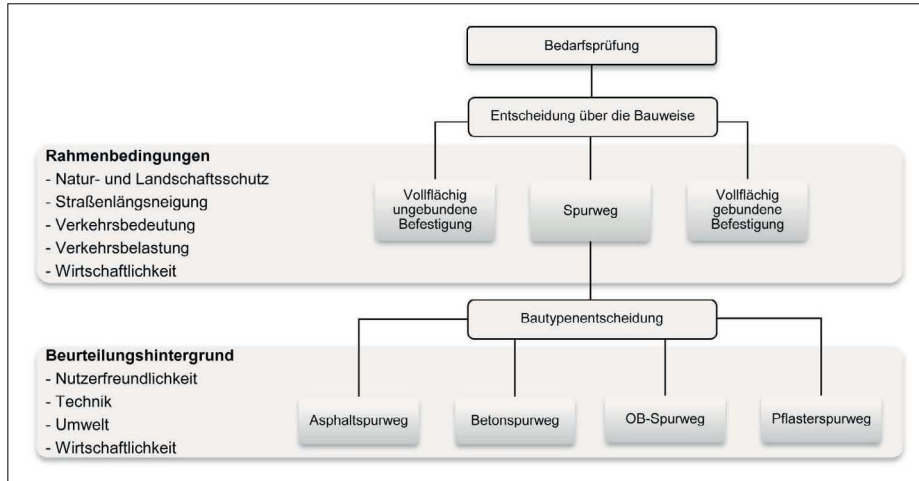 Bedarfsprüfung
Entscheidung über die Bauweise
Rahmenbedingungen
- Natur- und Landschaftsschutz
- Straßenlängsneigung
- Verkehrsbedeutung
- Verkehrsbelastung
- Wirtschaftlichkeit
Vollflächig
ungebundene
Befestigung
Spurweg
Vollflächig
gebundene
Befestigung
Bautypenentscheidung
Beurteilungshintergrund
- Nutzerfreundlichkeit
- Technik
- Umwelt
- Wirtschaftlichkeit
Asphaltspurweg
Betonspurweg
OB-Spurweg
Pflasterspurweg